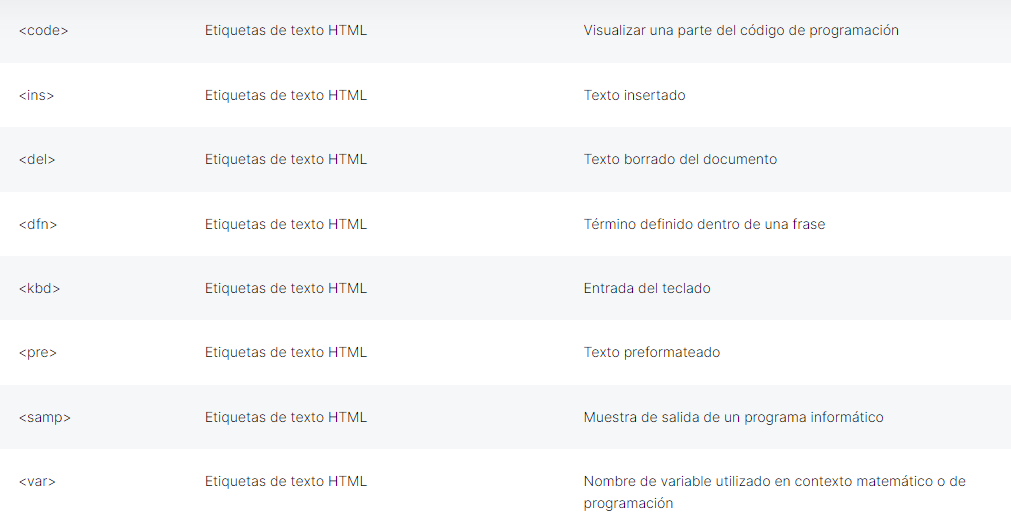 <code> Etiquetas de texto HTML Visualizar una parte del código de programación
<ins> Etiquetas de texto HTML Texto insertado
<del> Etiquetas de texto HTML Texto borrado del documento
<dfn> Etiquetas de texto HTML Término definido dentro de una frase
<kbd> Etiquetas de texto HTML Entrada del teclado
<pre> Etiquetas de texto HTML Texto preformateado
<samp> Etiquetas de texto HTML Muestra de salida de un programa informático
<var> Etiquetas de texto HTML Nombre de variable utilizado en contexto matemático o de
programación